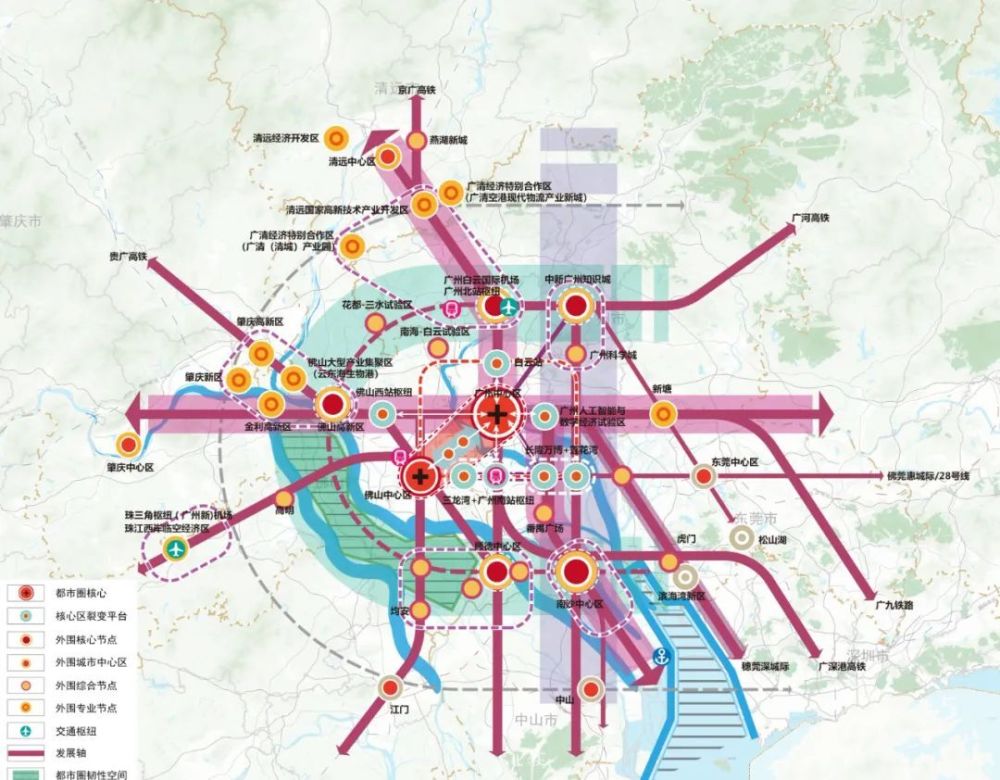 清远市
京广高铁
清远经济开发区
燕湖新城
清远中心区
广清经济特别合作区
（广清空港现代物流产业新城）
清远国家高新技术产业开发区
肇庆市
广清经济特别合作区
（广清（清城）产业园）
广河高铁
贵广高铁
广州白云国际机场
广州北站枢纽
中新广州知识城
花都-三水试验区
肇庆高新区
南海-白云试验区
广州科学城
佛山大型产业集聚区
（云东海生物港）
白云站
肇庆新区
佛山西站枢纽
广州中心区
新塘
金利高新区
佛山高新区
广州人工智能与
数字经济试验区
肇庆中心区
长隆万博+莲花湾
东莞中心区
佛莞惠城际/28号线
佛山中心区
三龙湾+广州南站枢纽
高明
珠三角枢纽（广州新）机场
珠江西岸临空经济区
番禺广场
东莞市
松山湖
虎门
顺德中心区
均安
南沙中心区
滨海湾新区
广九铁路
深圳市
穗莞深城际
广深港高铁
江门
中山
中山市
都市圈核心
核心区裂变平台
外围核心节点
外围城市中心区
外围综合节点
外围专业节点
交通枢纽
发展轴
都市圈韧性空间